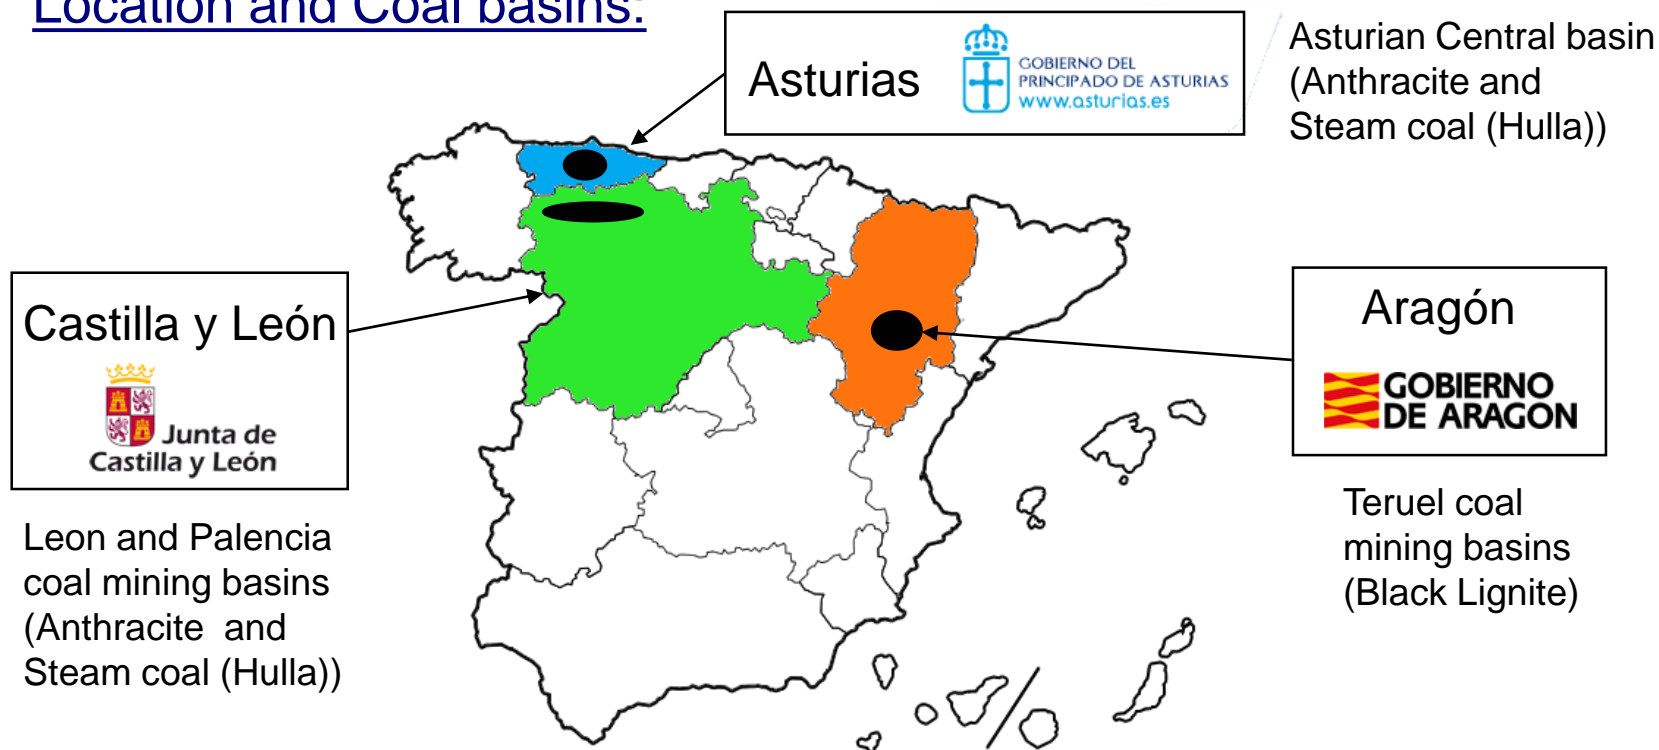 Location and Coal basins:
Asturias
GOBIERNO DEL
PRINCIPADO DE ASTURIAS
www.asturias.es
Asturian Central basin
(Anthracite and
Steam coal (Hulla))
Castilla y León
Junta de
Castilla y León
Leon and Palencia
coal mining basins
(Anthracite and
Steam coal (Hulla))
Aragón
GOBIERNO
DE ARAGON
Teruel coal
mining basins
(Black Lignite)